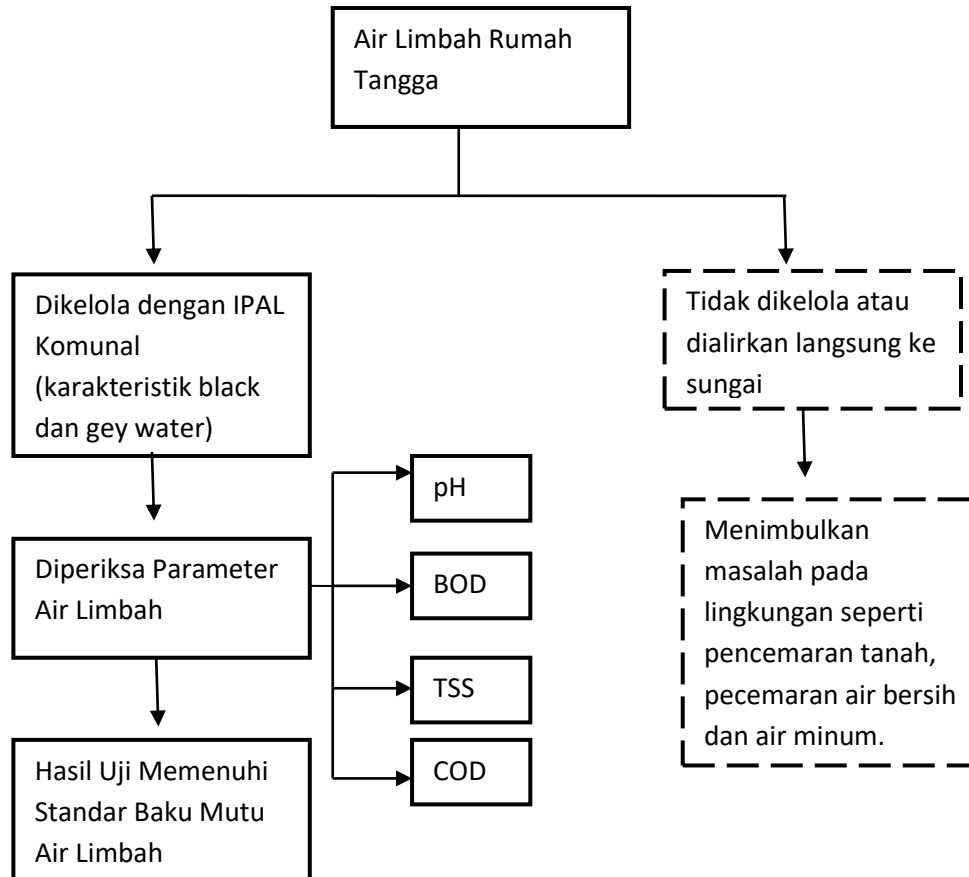 Air Limbah Rumah
Tangga
Dikelola dengan IPAL
Komunal
(karakteristik black
dan gey water)
Tidak dikelola atau
dialirkan langsung ke
sungai
pH
Diperiksa Parameter
Air Limbah
BOD
TSS
COD
Menimbulkan
masalah pada
lingkungan seperti
pencemaran tanah,
pecemaran air bersih
dan air minum.
Hasil Uji Memenuhi
Standar Baku Mutu
Air Limbah